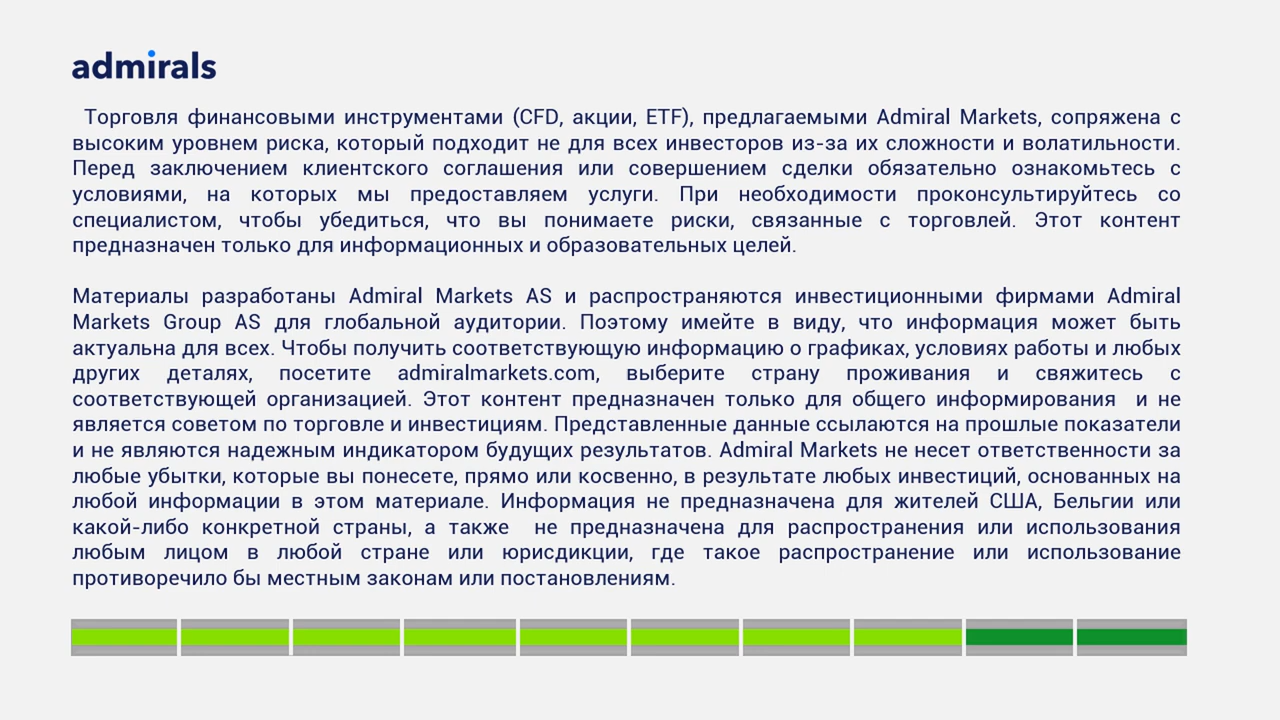 admirals
Торговля финансовыми инструментами (CFD, акции, ETF), предлагаемыми Admiral Markets, сопряжена с
высоким уровнем риска, который подходит не для всех инвесторов из-за их сложности и волатильности.
Перед заключением клиентского соглашения или совершением сделки обязательно ознакомьтесь с
условиями, на которых мы предоставляем услуги. При необходимости проконсультируйтесь со
специалистом, чтобы убедиться, что вы понимаете риски, связанные с торговлей. Этот контент
предназначен только для информационных и образовательных целей.
Материалы разработаны Admiral Markets AS и распространяются инвестиционными фирмами Admiral
Markets Group AS для глобальной аудитории. Поэтому имейте в виду, что информация может быть
актуальна для всех. Чтобы получить соответствующую информацию о графиках, условиях работы и любых
других деталях, посетите admiralmarkets.com, выберите страну проживания и свяжитесь с
соответствующей организацией. Этот контент предназначен только для общего информирования и не
является советом по торговле и инвестициям. Представленные данные ссылаются на прошлые показатели
и не являются надежным индикатором будущих результатов. Admiral Markets не несет ответственности за
любые убытки, которые вы понесете, прямо или косвенно, в результате любых инвестиций, основанных на
любой информации в этом материале. Информация не предназначена для жителей США, Бельгии или
какой-либо конкретной страны, а также не предназначена для распространения или использования
любым лицом в любой стране или юрисдикции, где такое распространение или использование
противоречило бы местным законам или постановлениям.